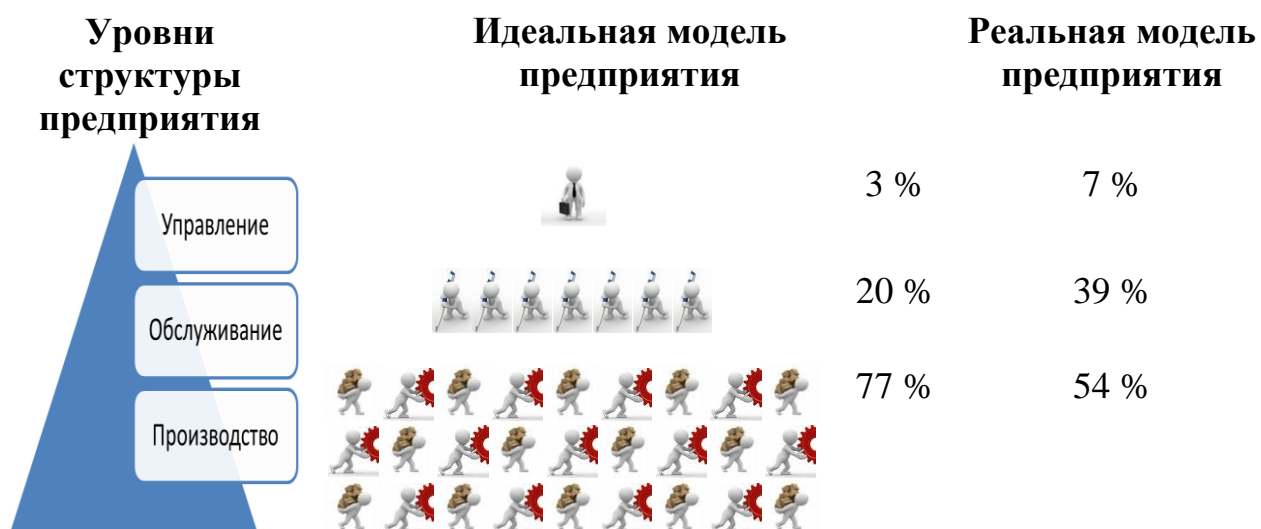 Уровни
структуры
предприятия
Идеальная модель
предприятия
Реальная модель
предприятия
Управление
3 %
7 %
Обслуживание
20 %
39 %
Производство
77 %
54 %